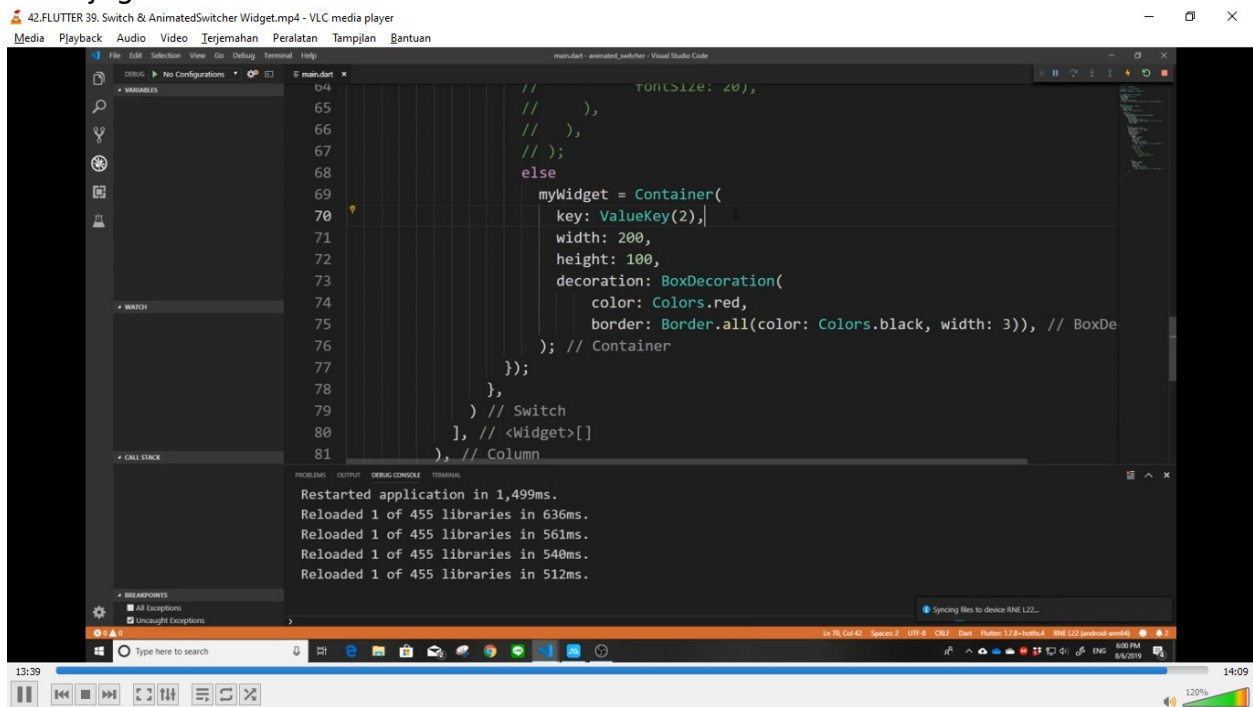 42.FLUTTER 39. Switch & AnimatedSwitcher Widget.mp4 - VLC media player
Media Playback Audio Video Terjemahan Peralatan Tampilan Bantuan
File Edit Selection View Go Debug Terminal Help
main.dart - animated_switcher - Visual Studio Code
DEBUG No Configurations
main.dart
VARIABLES
64 // fontSize: 20),
65 // ),
66 // ),
67 // );
68 else
69 myWidget = Container(
70 key: ValueKey(2),
71 width: 200,
72 height: 100,
73 decoration: BoxDecoration(
74 color: Colors.red,
WATCH
75 border: Border.all(color: Colors.black, width: 3)), // BoxDe
76 ); // Container
77 });
78 },
79 ) // Switch
80 ], // <Widget>[]
81 ), // Column
CALL STACK
PROBLEMS OUTPUT DEBUG CONSOLE TERMINAL
Restarted application in 1,499ms.
Reloaded 1 of 455 libraries in 636ms.
Reloaded 1 of 455 libraries in 561ms.
Reloaded 1 of 455 libraries in 540ms.
Reloaded 1 of 455 libraries in 512ms.
BREAKPOINTS
All Exceptions
Uncaught Exceptions
Syncing files to device RNE L22...
0 0
Ln 70, Col 42 Spaces: 2 UTF-8 CRLF Dart Flutter: 1.7.8+hotfix.4 RNE L22 (android-arm64) 2
Type here to search
ENG
6:00 PM
8/6/2019
13:39
14:09
120%